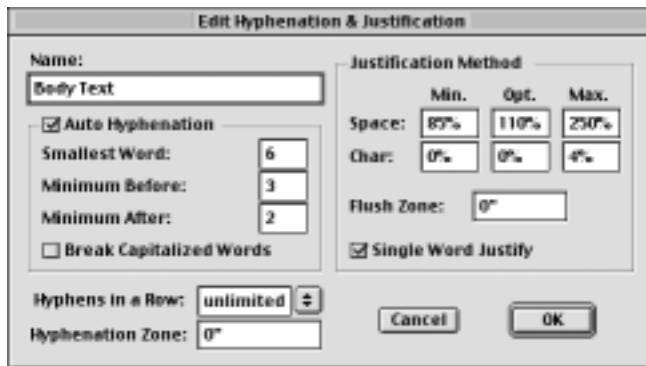 Edit Hyphenation & Justification
Name:
Body Text
Auto Hyphenation
Smallest Word: 6
Minimum Before: 3
Minimum After: 2
Break Capitalized Words
Hyphens in a Row: unlimited
Hyphenation Zone: 0"
Justification Method
Min. Opt. Max.
Space: 85% 110% 250%
Char: 0% 0% 4%
Flush Zone: 0"
Single Word Justify
Cancel OK